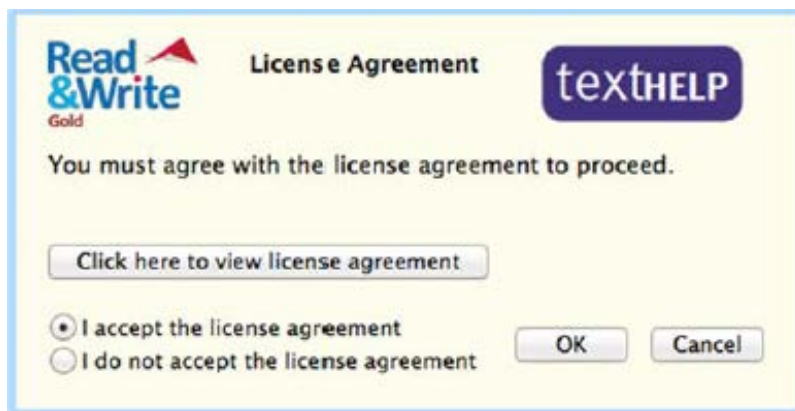 Read
&Write
Gold
License Agreement
textHELP
You must agree with the license agreement to proceed.
Click here to view license agreement
I accept the license agreement
I do not accept the license agreement
OK
Cancel